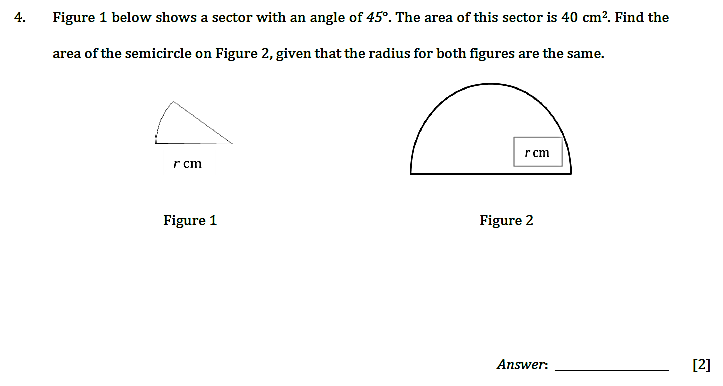 4. Figure 1 below shows a sector with an angle of 45°. The area of this sector is 40 cm². Find the
area of the semicircle on Figure 2, given that the radius for both figures are the same.
r cm
r cm
Figure 1
Figure 2
Answer: ________________ [2]